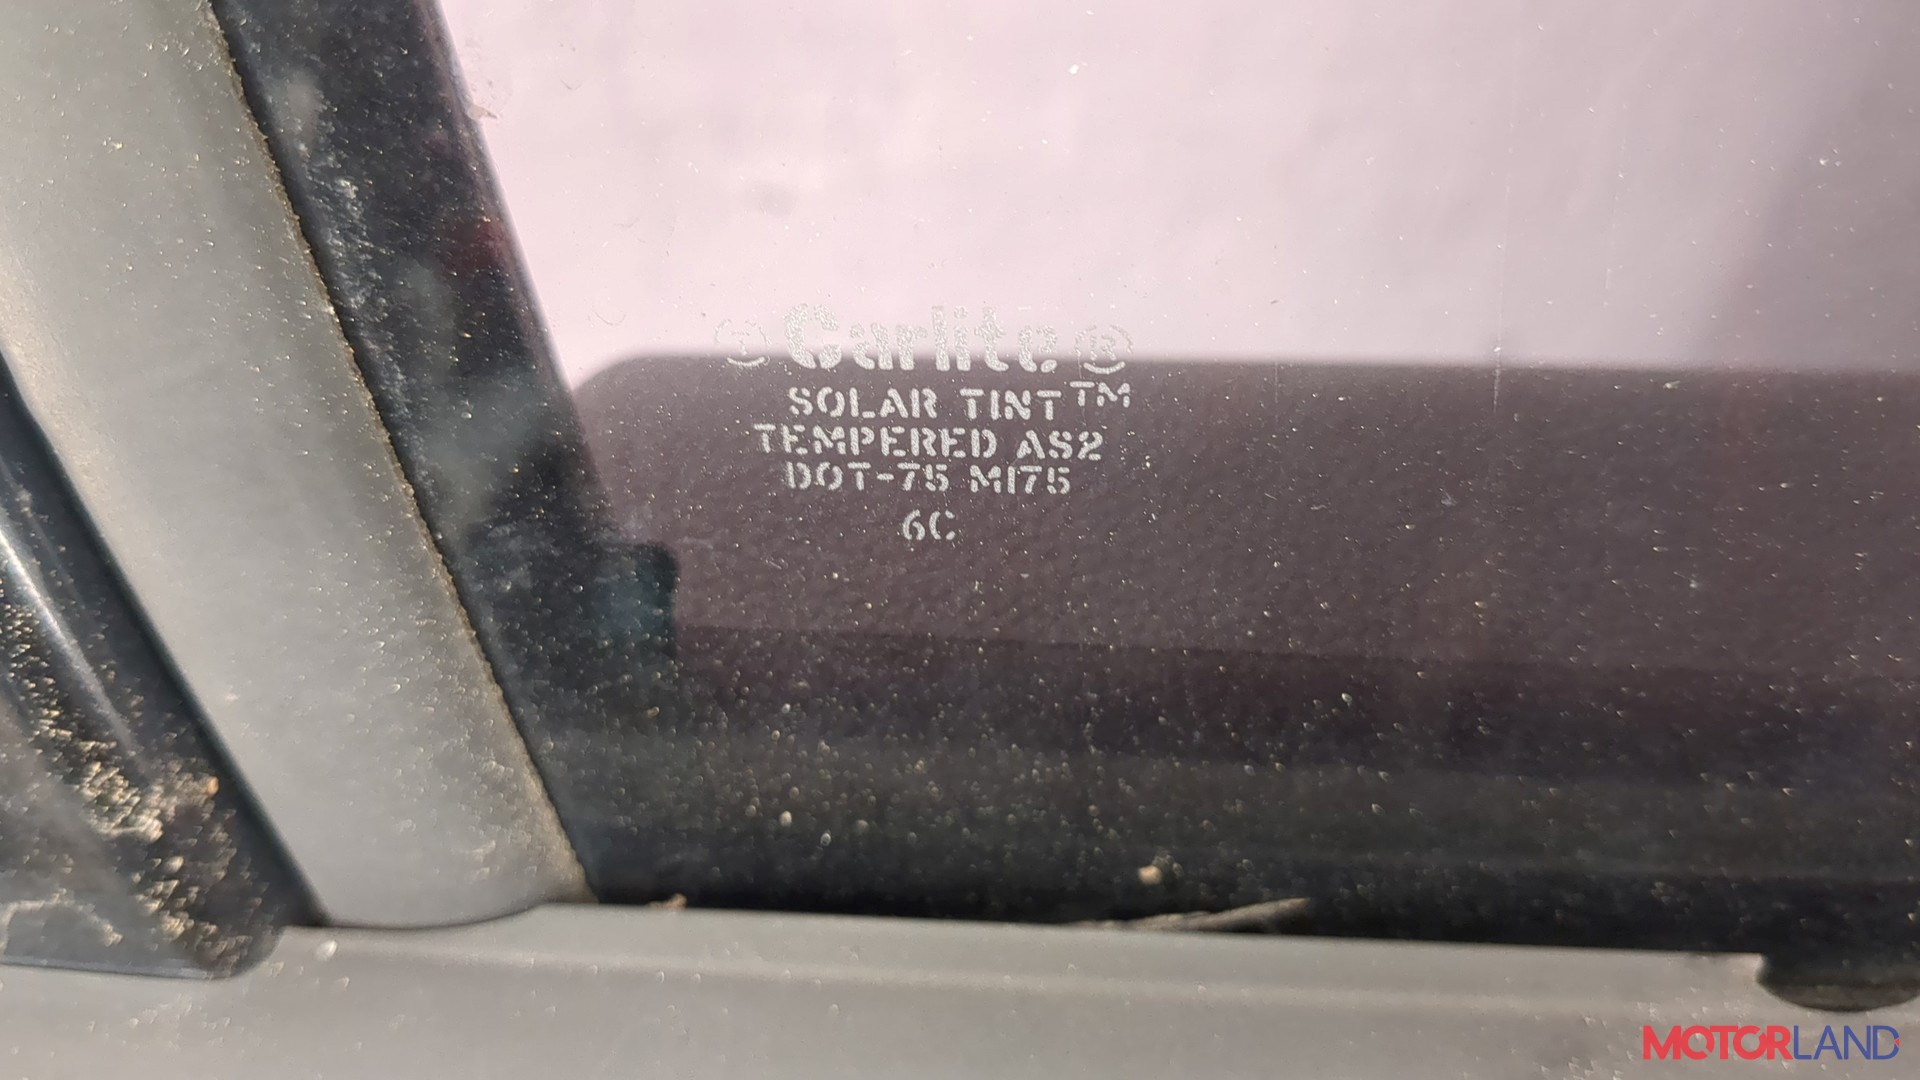 Carlite ®
SOLAR TINT™
TEMPERED AS2
DOT-75 M175
6C
MOTORLAND